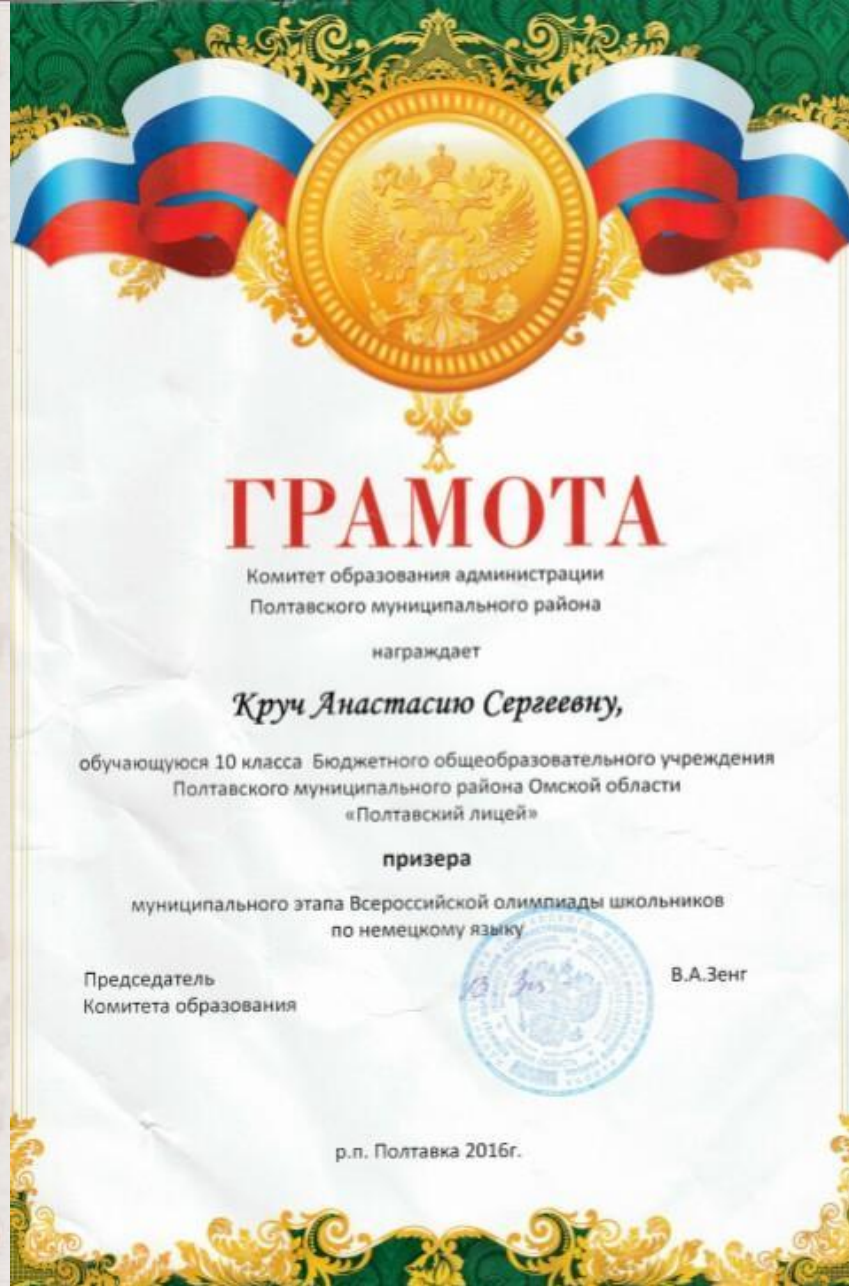 ГРАМОТА
Комитет образования администрации
Полтавского муниципального района
награждает
Круч Анастасию Сергеевну,
обучающуюся 10 класса Бюджетного общеобразовательного учреждения
Полтавского муниципального района Омской области
«Полтавский лицей»
призера
муниципального этапа Всероссийской олимпиады школьников
по немецкому языку
Председатель
Комитета образования
В.А.Зенг
р.п. Полтавка 2016г.